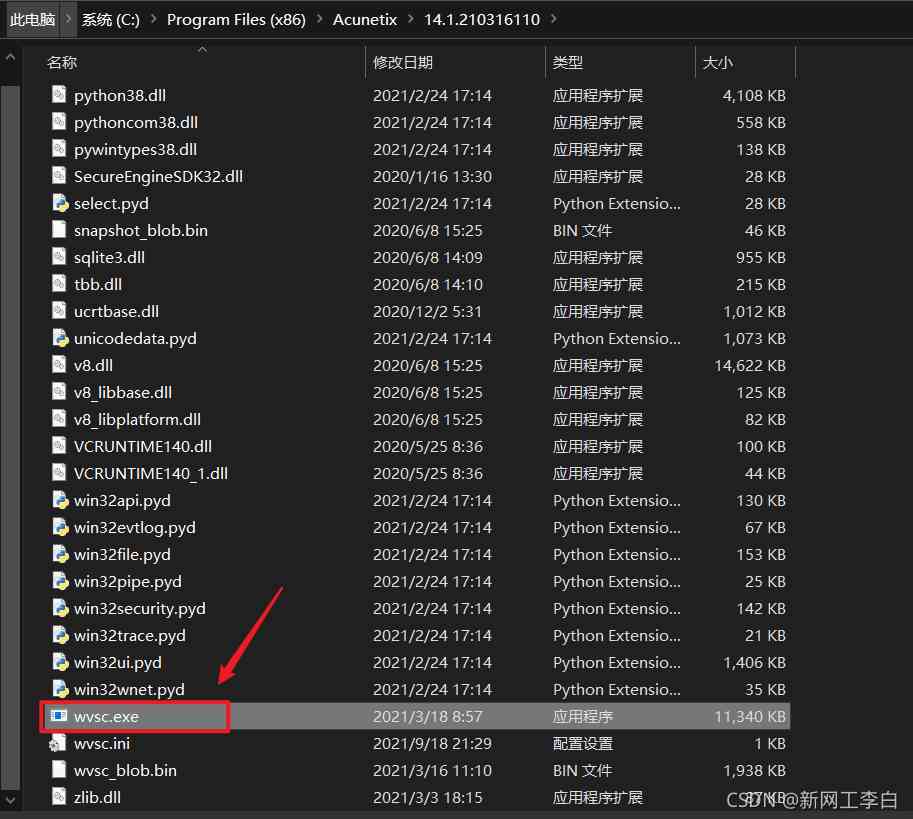 此电脑 系统 (C:) Program Files (x86) Acunetix 14.1.210316110
名称 修改日期 类型 大小
python38.dll 2021/2/24 17:14 应用程序扩展 4,108 KB
pythoncom38.dll 2021/2/24 17:14 应用程序扩展 558 KB
pywintypes38.dll 2021/2/24 17:14 应用程序扩展 138 KB
SecureEngineSDK32.dll 2020/1/16 13:30 应用程序扩展 28 KB
select.pyd 2021/2/24 17:14 Python Extensio... 28 KB
snapshot_blob.bin 2020/6/8 15:25 BIN 文件 46 KB
sqlite3.dll 2020/6/8 14:09 应用程序扩展 955 KB
tbb.dll 2020/6/8 14:10 应用程序扩展 215 KB
ucrtbase.dll 2020/12/2 5:31 应用程序扩展 1,012 KB
unicodedata.pyd 2021/2/24 17:14 Python Extensio... 1,073 KB
v8.dll 2020/6/8 15:25 应用程序扩展 14,622 KB
v8_libbase.dll 2020/6/8 15:25 应用程序扩展 125 KB
v8_libplatform.dll 2020/6/8 15:25 应用程序扩展 82 KB
VCRUNTIME140.dll 2020/5/25 8:36 应用程序扩展 100 KB
VCRUNTIME140_1.dll 2020/5/25 8:36 应用程序扩展 44 KB
win32api.pyd 2021/2/24 17:14 Python Extensio... 130 KB
win32evtlog.pyd 2021/2/24 17:14 Python Extensio... 67 KB
win32file.pyd 2021/2/24 17:14 Python Extensio... 153 KB
win32pipe.pyd 2021/2/24 17:14 Python Extensio... 25 KB
win32security.pyd 2021/2/24 17:14 Python Extensio... 142 KB
win32trace.pyd 2021/2/24 17:14 Python Extensio... 21 KB
win32ui.pyd 2021/2/24 17:14 Python Extensio... 1,406 KB
win32wnet.pyd 2021/2/24 17:14 Python Extensio... 35 KB
wvsc.exe 2021/3/18 8:57 应用程序 11,340 KB
wvsc.ini 2021/9/18 21:29 配置设置 1 KB
wvsc_blob.bin 2021/3/16 11:10 BIN 文件 1,938 KB
zlib.dll 2021/3/3 18:15 应用程序扩展 87 KB
CSDN @新网工李白